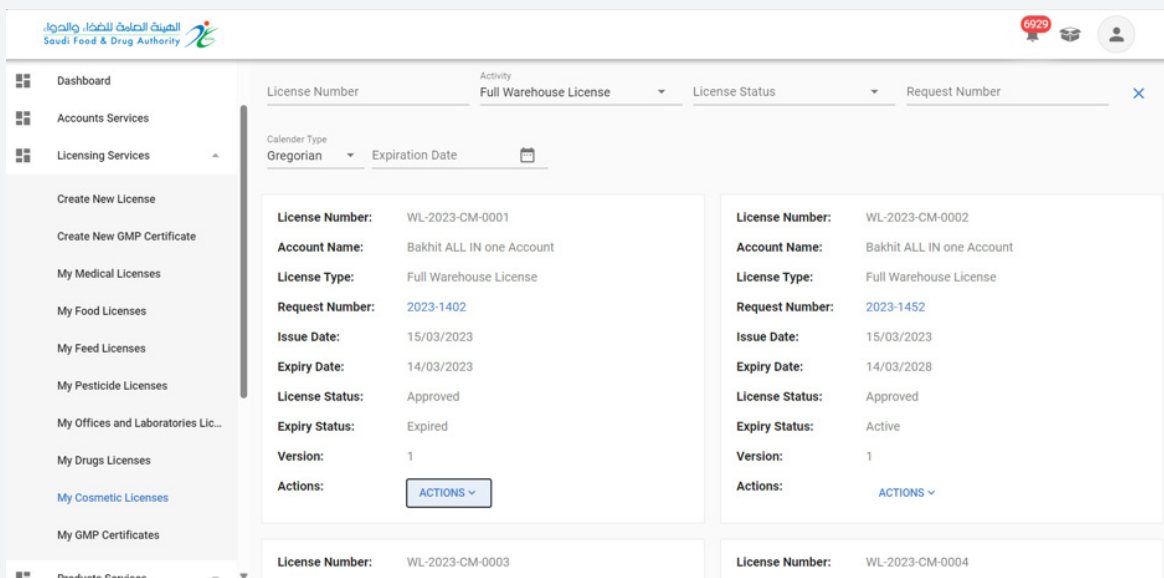 الهيئة العامة للغذاء والدواء
Saudi Food & Drug Authority
6929
Dashboard
Accounts Services
Licensing Services
Create New License
Create New GMP Certificate
My Medical Licenses
My Food Licenses
My Feed Licenses
My Pesticide Licenses
My Offices and Laboratories Lic...
My Drugs Licenses
My Cosmetic Licenses
My GMP Certificates
Products Services
License Number
Activity
Full Warehouse License
License Status
Request Number
Calender Type
Gregorian
Expiration Date
License Number: WL-2023-CM-0001
Account Name: Bakhit ALL IN one Account
License Type: Full Warehouse License
Request Number: 2023-1402
Issue Date: 15/03/2023
Expiry Date: 14/03/2023
License Status: Approved
Expiry Status: Expired
Version: 1
Actions: ACTIONS
License Number: WL-2023-CM-0002
Account Name: Bakhit ALL IN one Account
License Type: Full Warehouse License
Request Number: 2023-1452
Issue Date: 15/03/2023
Expiry Date: 14/03/2028
License Status: Approved
Expiry Status: Active
Version: 1
Actions: ACTIONS
License Number: WL-2023-CM-0003
License Number: WL-2023-CM-0004